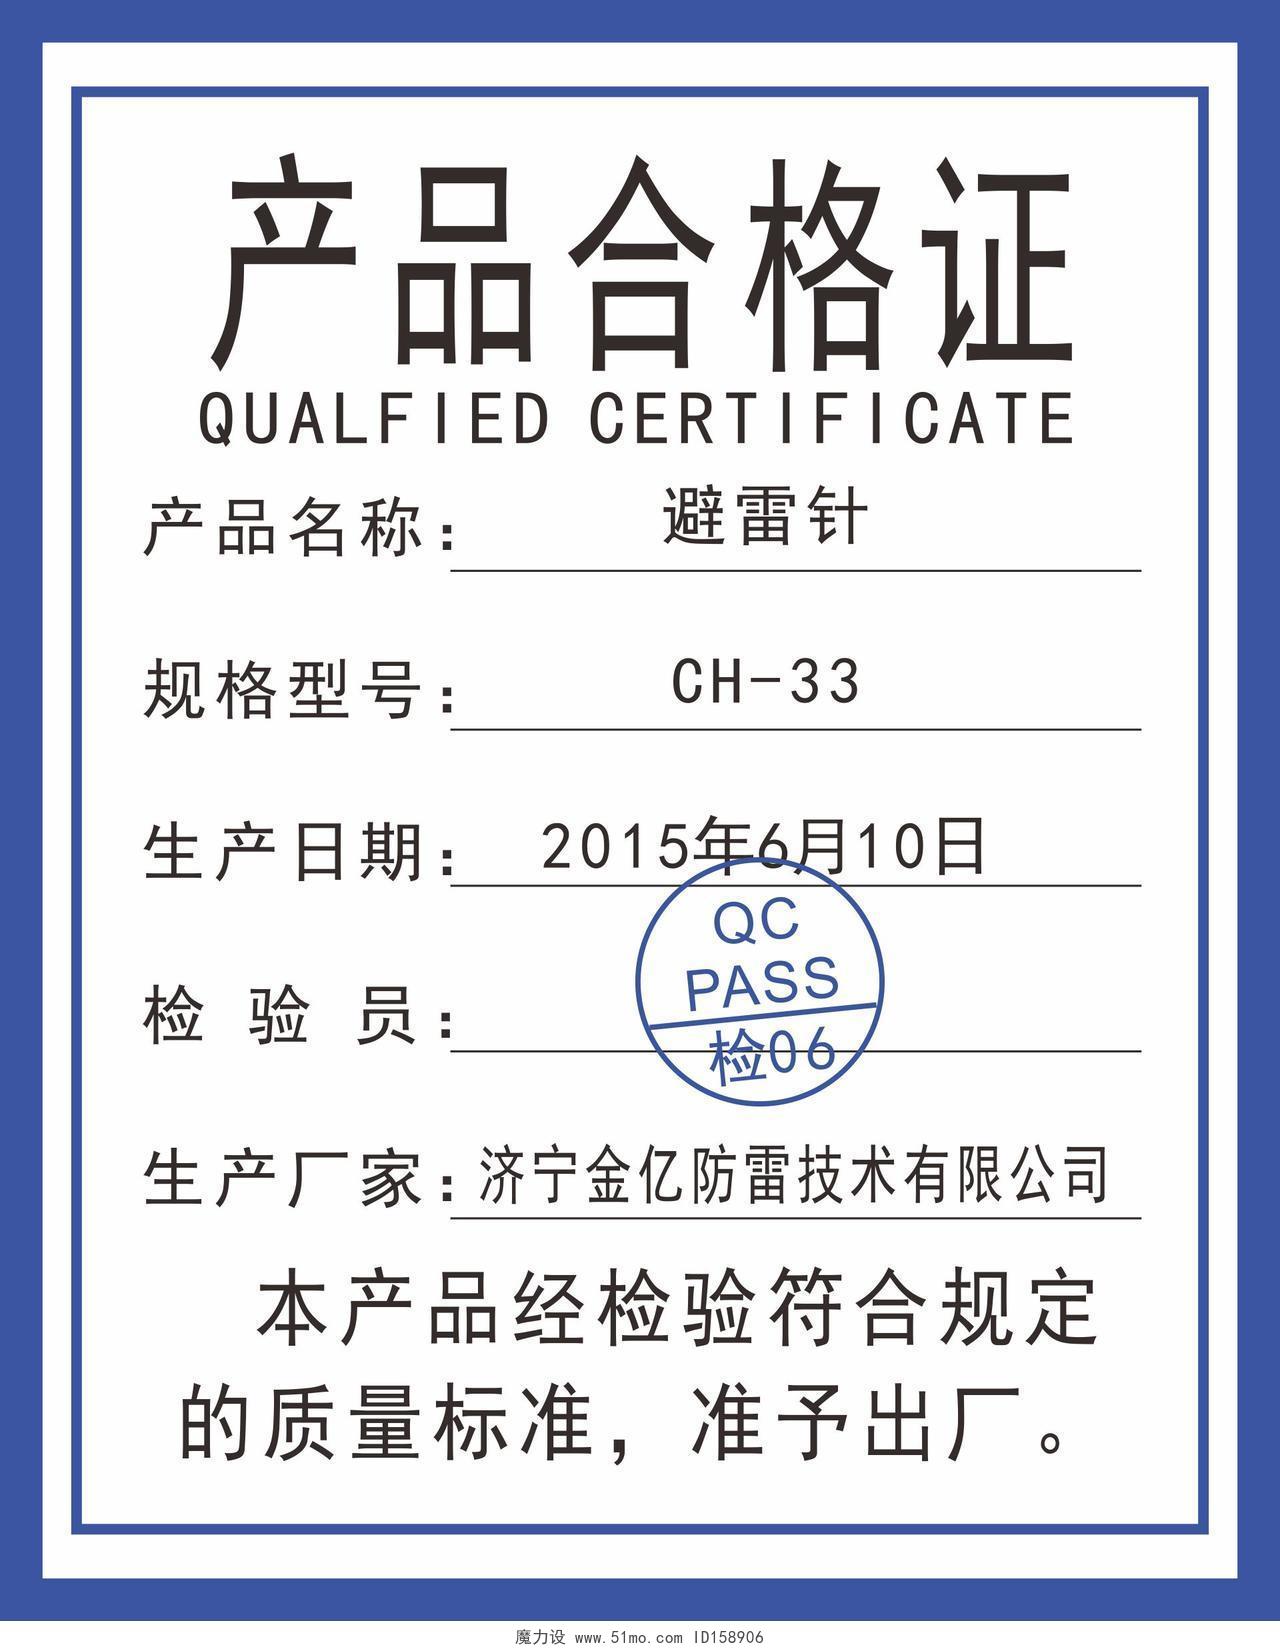 产品合格证
QUALFIED CERTIFICATE
产品名称：避雷针
规格型号：CH-33
生产日期：2015年6月10日
QC
PASS
检验员：
检06
生产厂家：济宁金亿防雷技术有限公司
本产品经检验符合规定
的质量标准，准予出厂。
魔力设 www.51mo.com ID158906